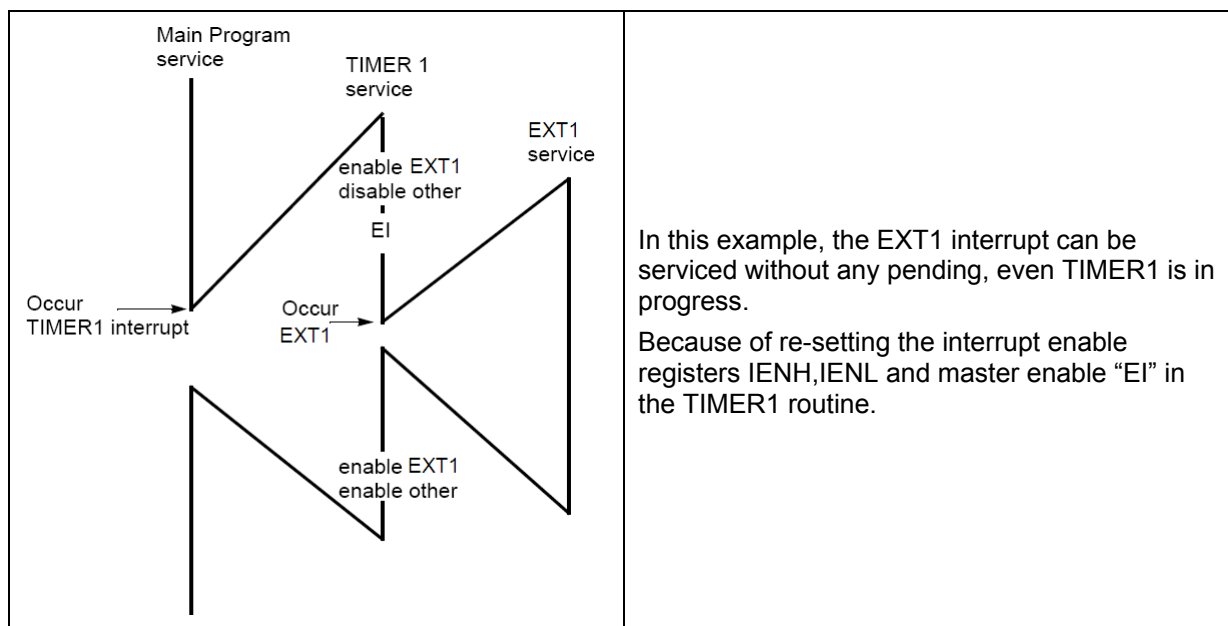 Main Program
service
TIMER 1
service
EXT1
service
enable EXT1
disable other
EI
Occur
TIMER1 interrupt
Occur
EXT1
enable EXT1
enable other
In this example, the EXT1 interrupt can be
serviced without any pending, even TIMER1 is in
progress.
Because of re-setting the interrupt enable
registers IENH,IENL and master enable “EI” in
the TIMER1 routine.